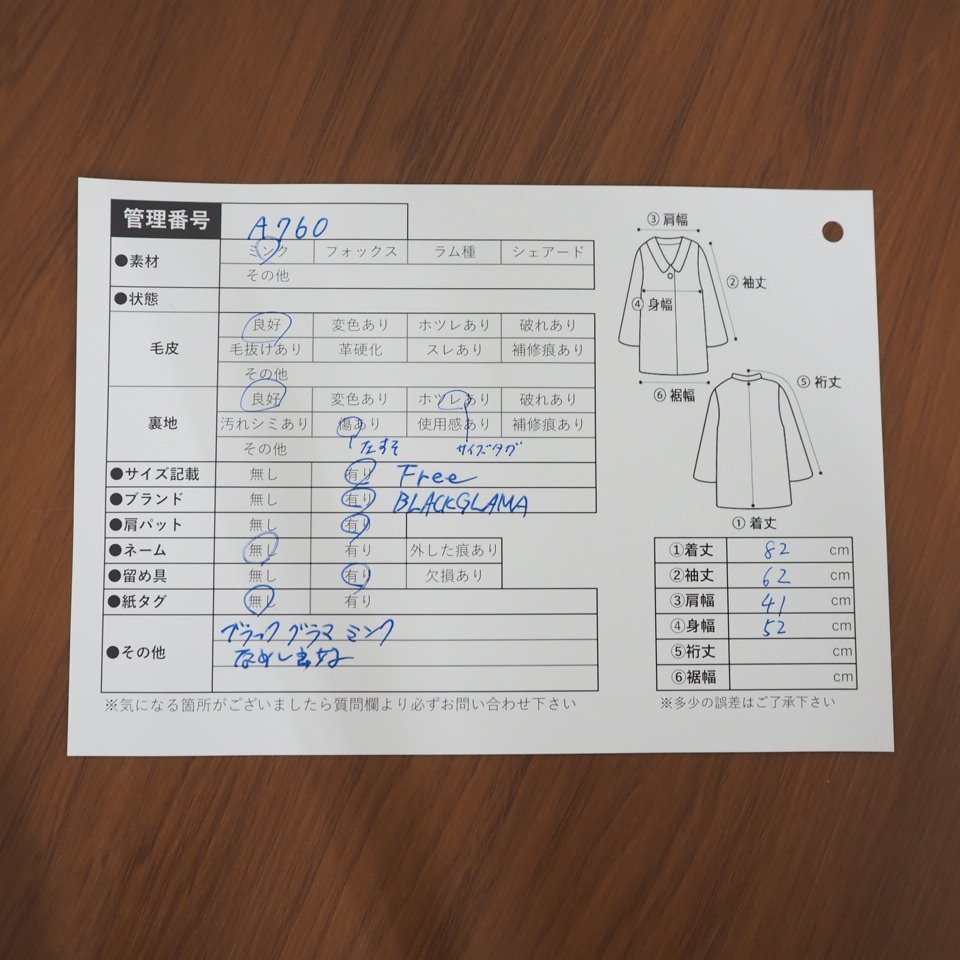 管理番号 A760
●素材 ミンク フォックス ラム種 シェアード
その他
●状態
毛皮 良好 変色あり ホツレあり 破れあり
毛抜けあり 革硬化 スレあり 補修痕あり
その他
裏地 良好 変色あり ホツレあり 破れあり
汚れシミあり 傷あり 使用感あり 補修痕あり
その他 左すそ サイズタグ
●サイズ記載 無し 有り Free
●ブランド 無し 有り BLACKGLAMA
●肩パット 無し 有り
●ネーム 無し 有り 外した痕あり
●留め具 無し 有り 欠損あり
●紙タグ 無し 有り
●その他 ブラックグラマ ミンク
なめし良好
※気になる箇所がございましたら質問欄より必ずお問い合わせ下さい
③肩幅
②袖丈
④身幅
⑥裾幅
⑤裄丈
①着丈
①着丈 82 cm
②袖丈 62 cm
③肩幅 41 cm
④身幅 52 cm
⑤裄丈 cm
⑥裾幅 cm
※多少の誤差はご了承下さい